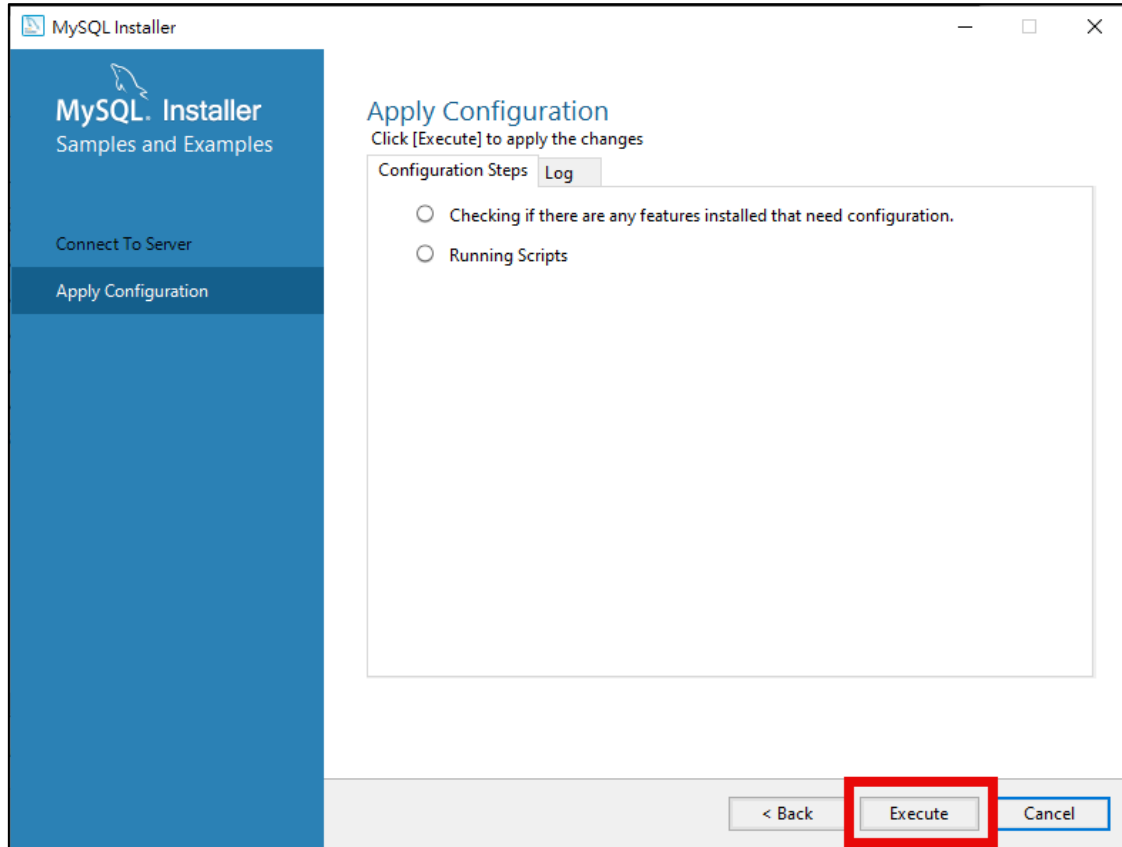 MySQL Installer
MySQL. Installer
Samples and Examples
Connect To Server
Apply Configuration
Apply Configuration
Click [Execute] to apply the changes
Configuration Steps Log
Checking if there are any features installed that need configuration.
Running Scripts
< Back Execute Cancel